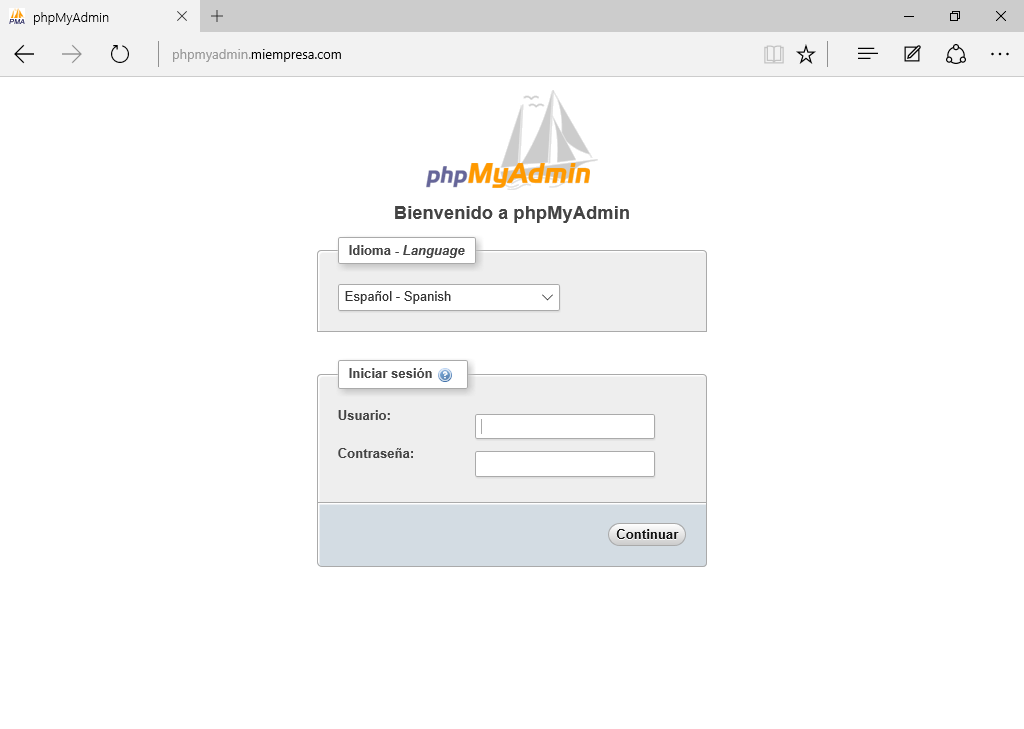 PMA phpMyAdmin
phpmyadmin.miempresa.com
phpMyAdmin
Bienvenido a phpMyAdmin
Idioma - Language
Español - Spanish
Iniciar sesión
Usuario:
Contraseña:
Continuar